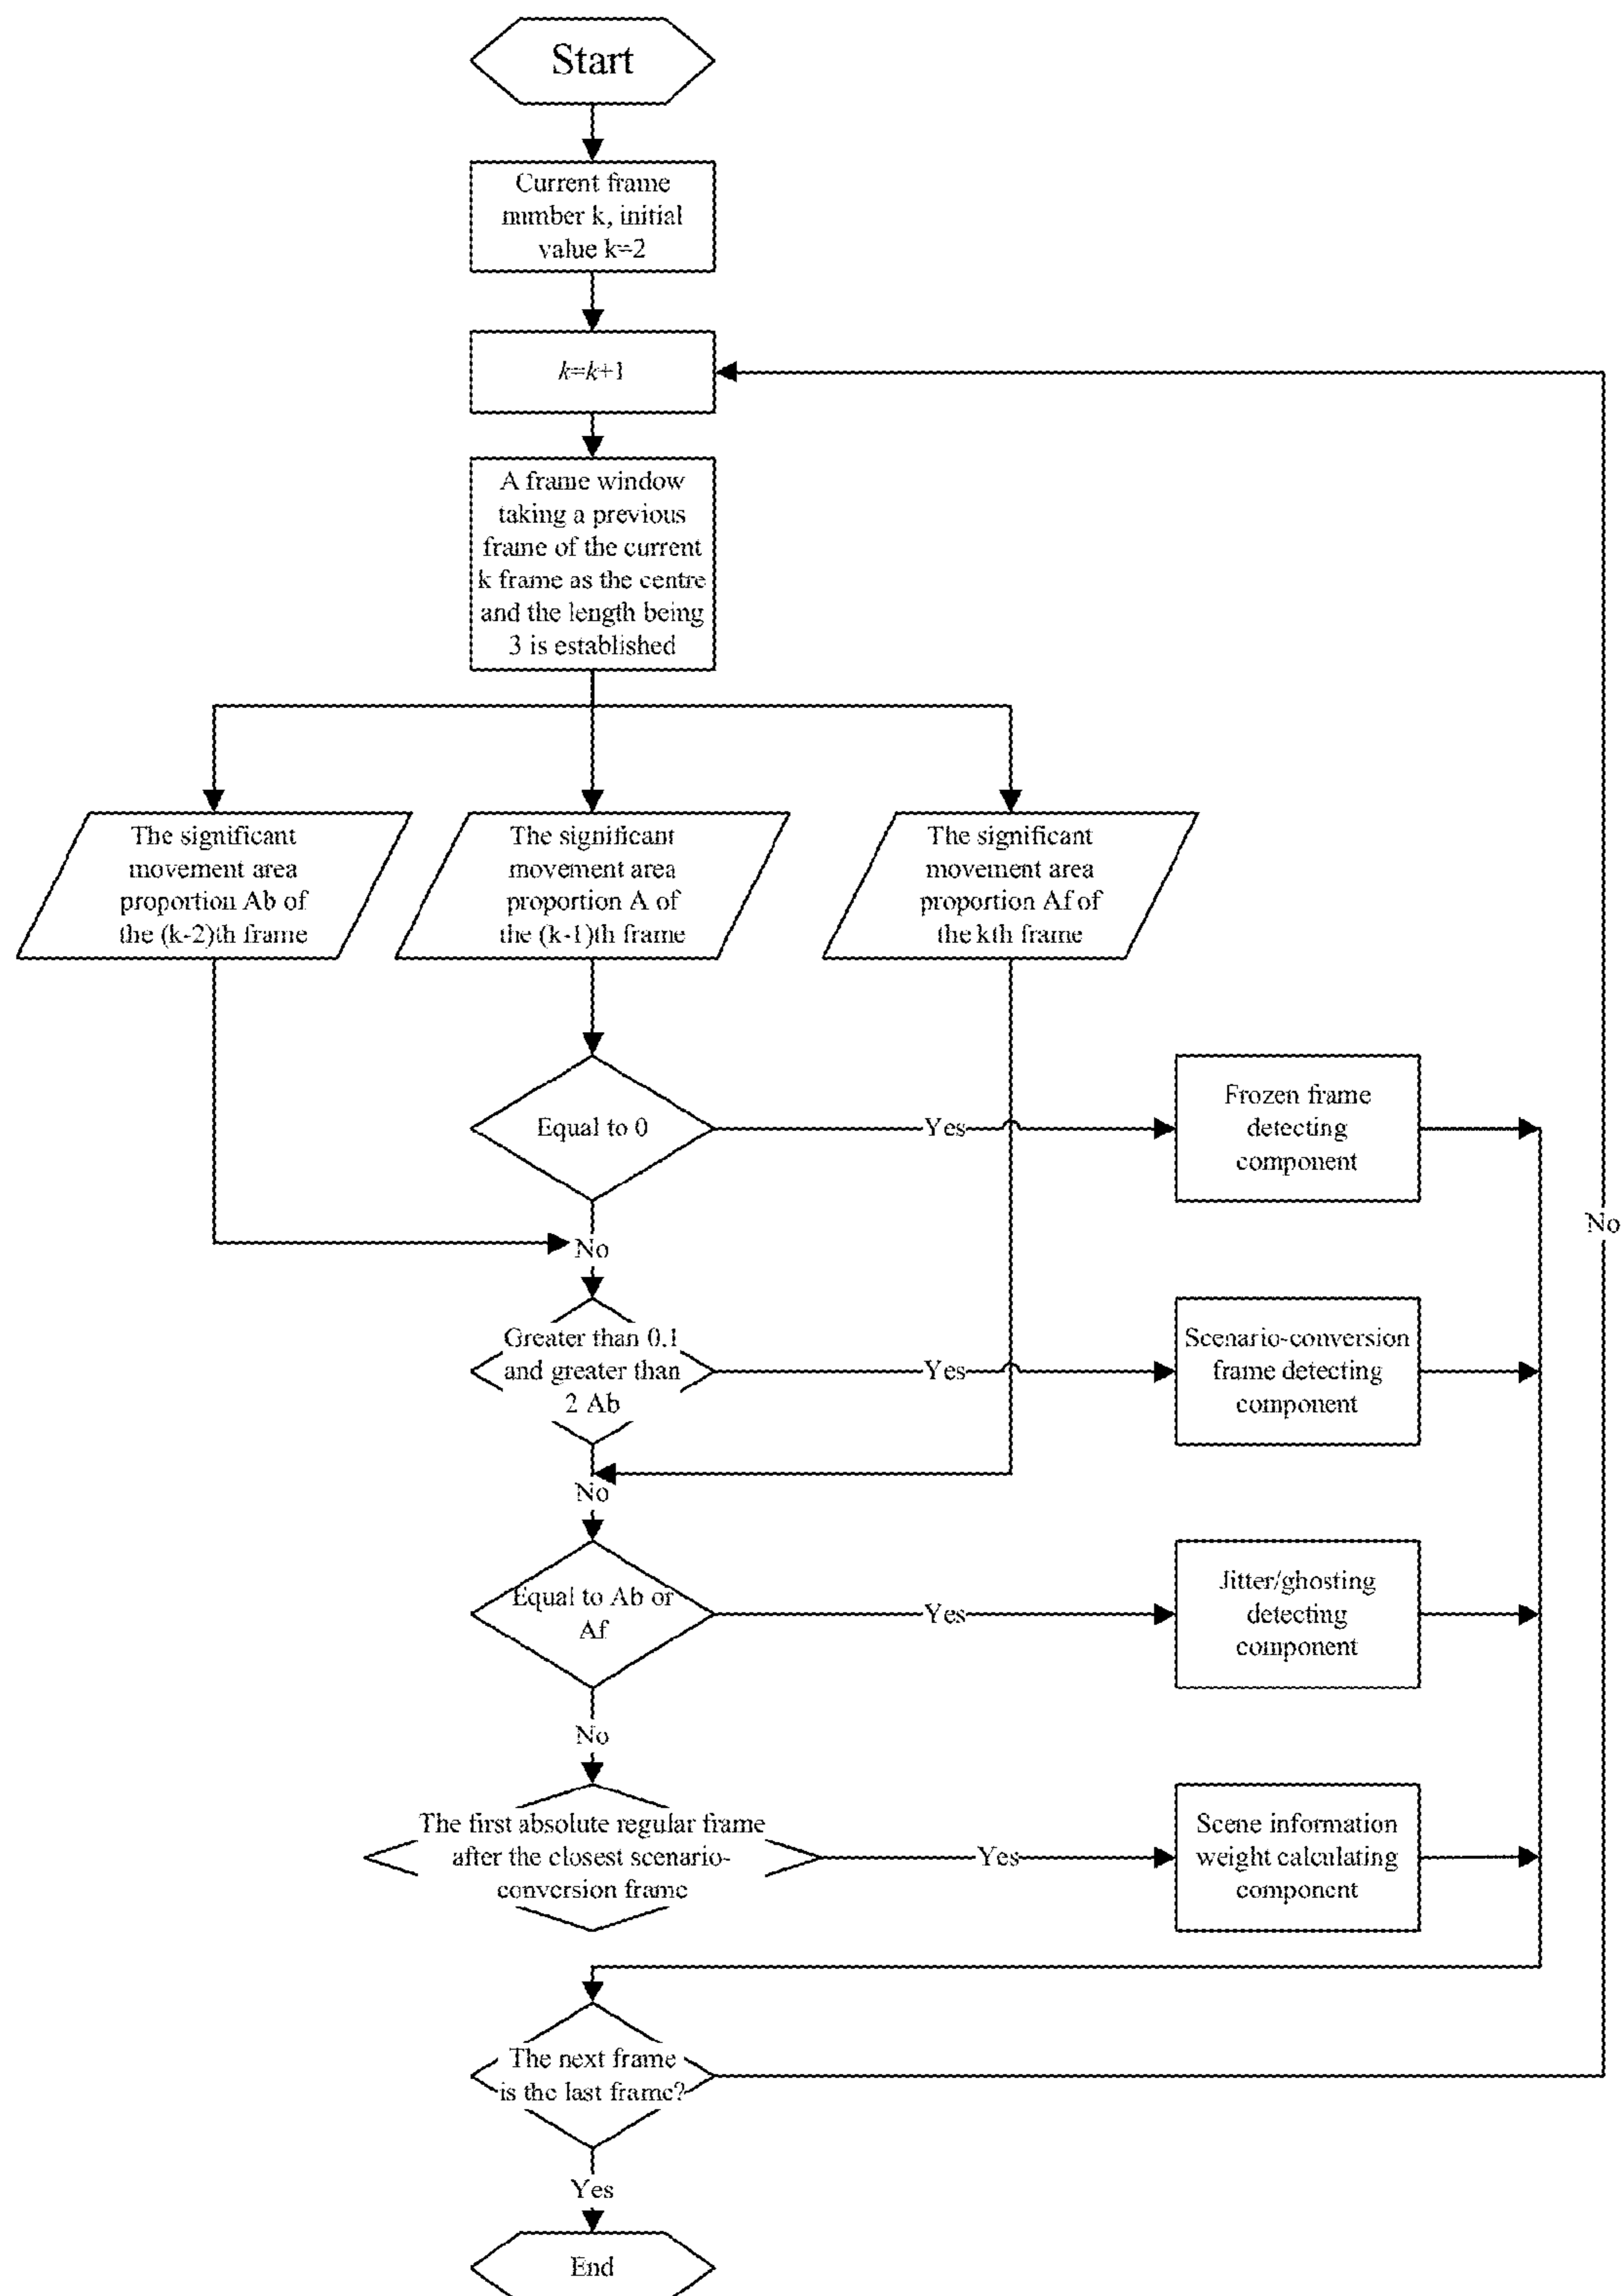 Start
Current frame
number k, initial
value k=2
k=k+1
A frame window
taking a previous
frame of the current
k frame as the centre
and the length being
3 is established
The significant
movement area
proportion Ab of
the (k-2)th frame
The significant
movement area
proportion A of
the (k-1)th frame
The significant
movement area
proportion Af of
the kth frame
Equal to 0
Yes
Frozen frame
detecting
component
No
No
Greater than 0.1
and greater than
2 Ab
Yes
Scenario-conversion
frame detecting
component
No
Equal to Ab or
Af
Yes
Jitter/ghosting
detecting
component
No
The first absolute regular frame
after the closest scenario-
conversion frame
Yes
Scene information
weight calculating
component
The next frame
is the last frame?
Yes
End